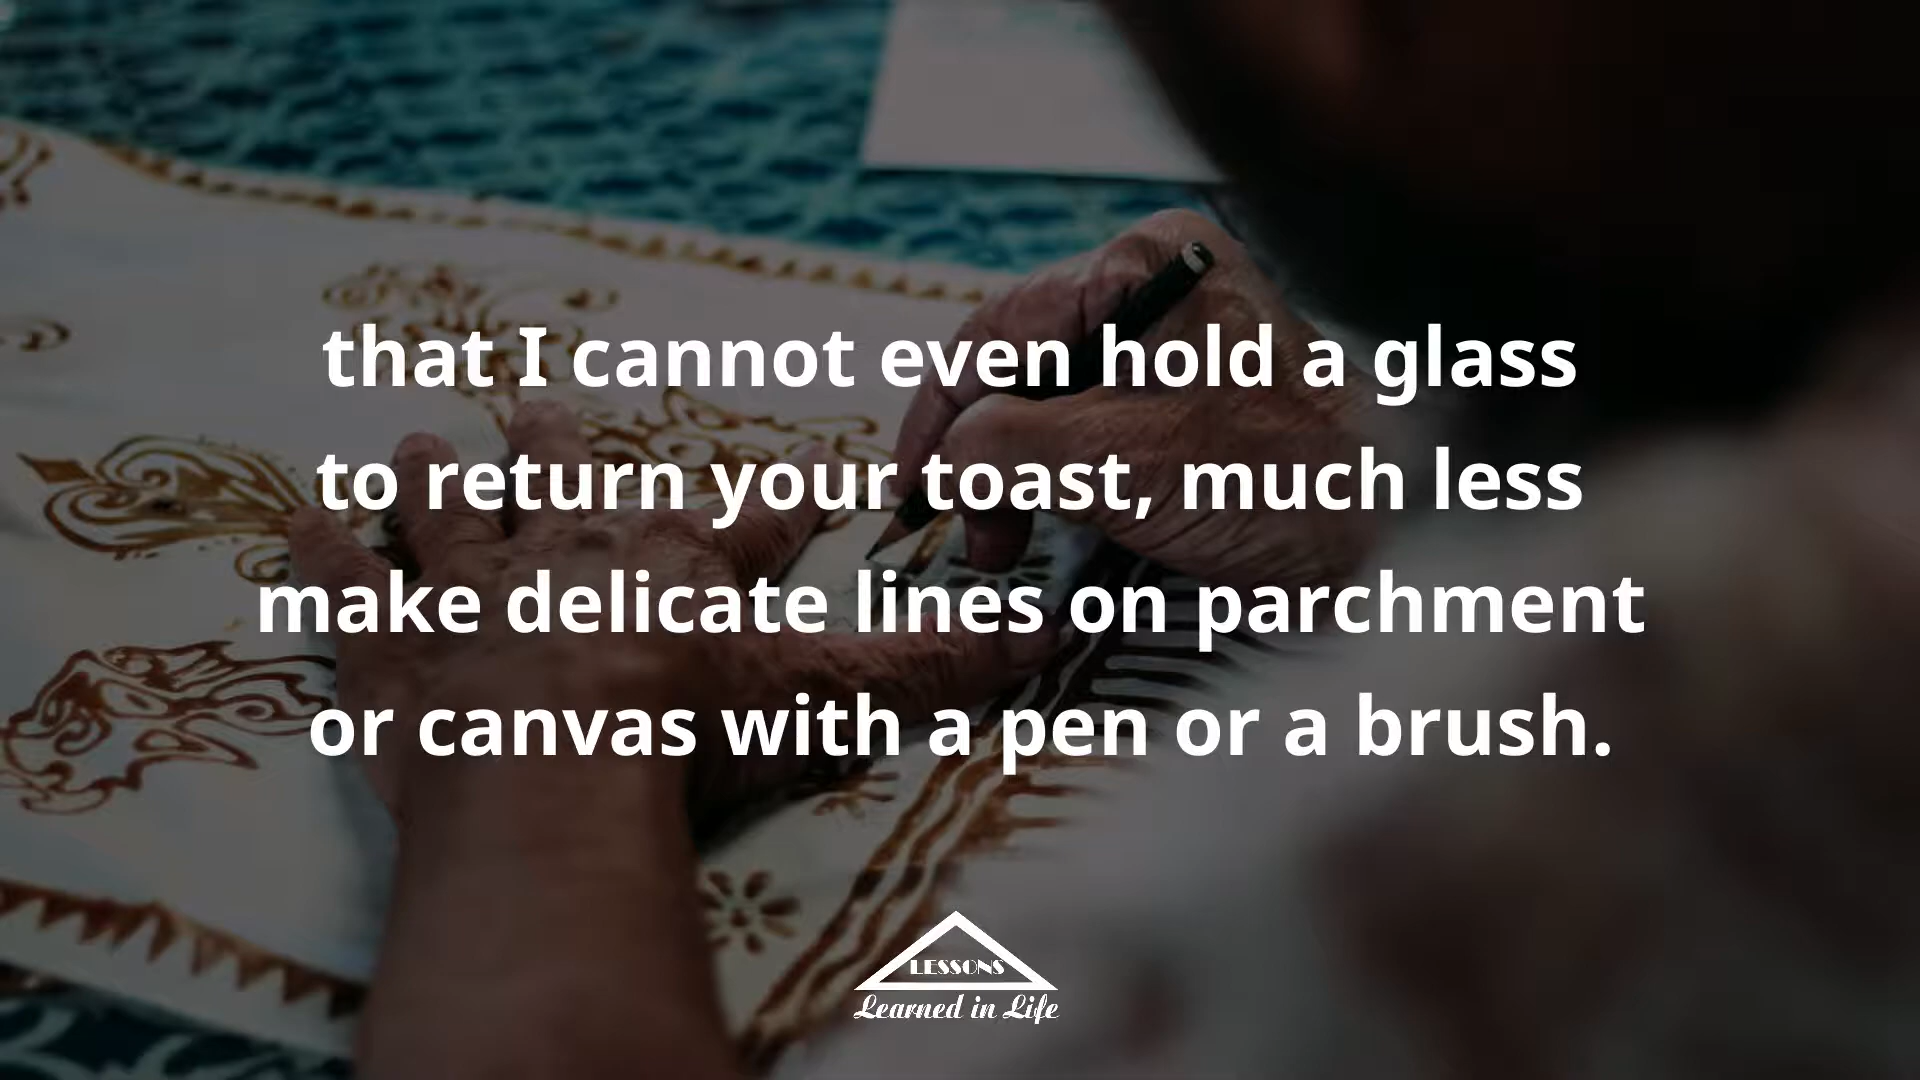 that I cannot even hold a glass
to return your toast, much less
make delicate lines on parchment
or canvas with a pen or a brush.
LESSONS
Learned in Life